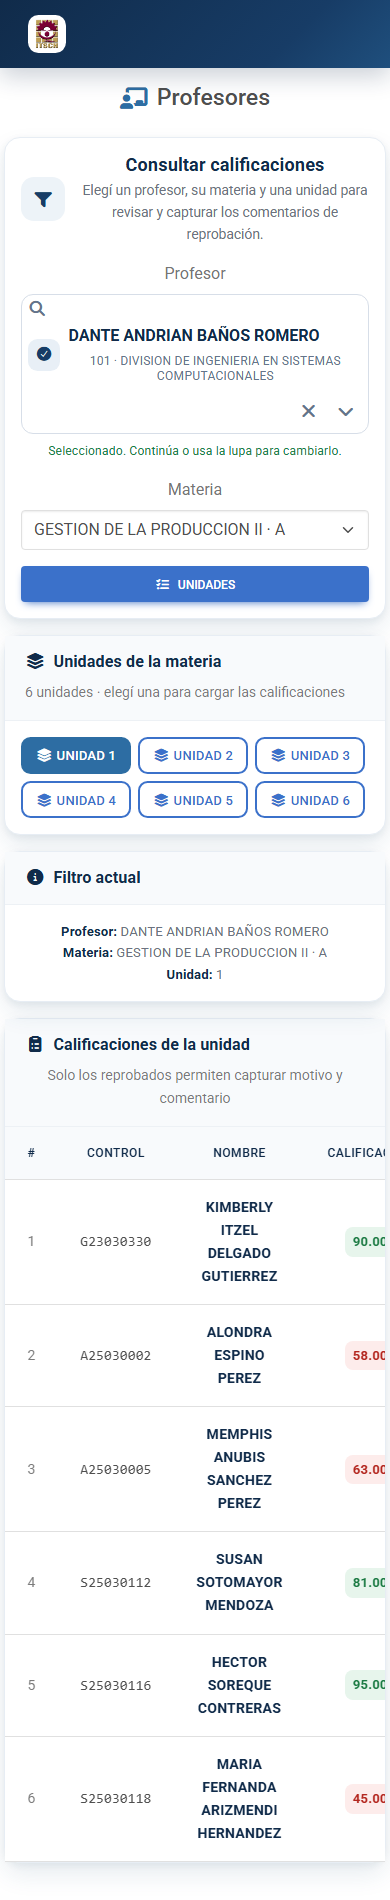 ITSCH
Profesores
Consultar calificaciones
Elegí un profesor, su materia y una unidad para
revisar y capturar los comentarios de
reprobación.
Profesor
DANTE ANDRIAN BAÑOS ROMERO
101 · DIVISION DE INGENIERIA EN SISTEMAS
COMPUTACIONALES
Seleccionado. Continúa o usa la lupa para cambiarlo.
Materia
GESTION DE LA PRODUCCION II · A
UNIDADES
Unidades de la materia
6 unidades · elegí una para cargar las calificaciones
UNIDAD 1
UNIDAD 2
UNIDAD 3
UNIDAD 4
UNIDAD 5
UNIDAD 6
Filtro actual
Profesor: DANTE ANDRIAN BAÑOS ROMERO
Materia: GESTION DE LA PRODUCCION II · A
Unidad: 1
Calificaciones de la unidad
Solo los reprobados permiten capturar motivo y
comentario
# CONTROL NOMBRE CALIFICA
1 G23030330 KIMBERLY
ITZEL
DELGADO
GUTIERREZ
90.00
2 A25030002 ALONDRA
ESPINO
PEREZ
58.00
3 A25030005 MEMPHIS
ANUBIS
SANCHEZ
PEREZ
63.00
4 S25030112 SUSAN
SOTOMAYOR
MENDOZA
81.00
5 S25030116 HECTOR
SOREQUE
CONTRERAS
95.00
6 S25030118 MARIA
FERNANDA
ARIZMENDI
HERNANDEZ
45.00